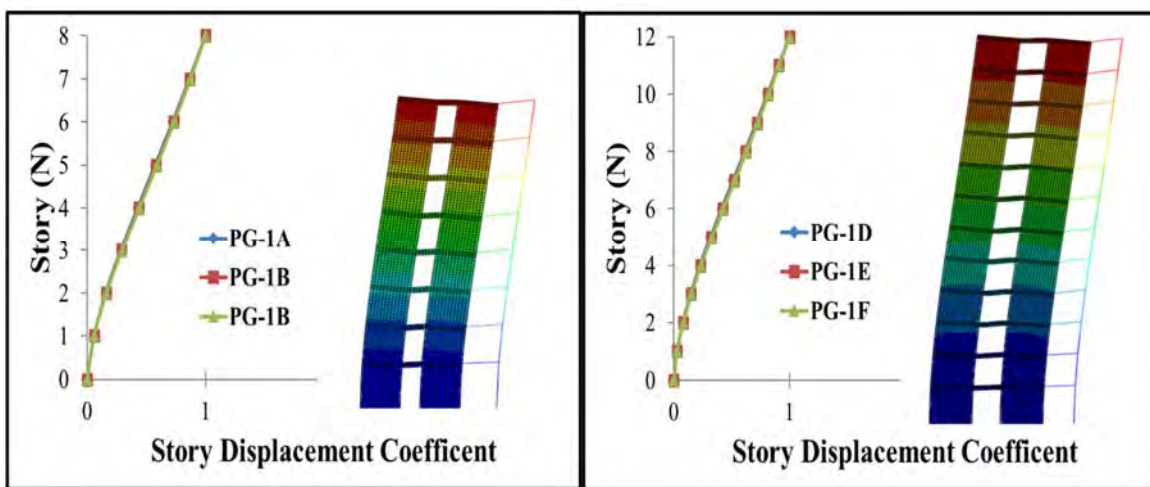 8
7
6
5
4
3
2
1
0
Story (N)
PG-1A
PG-1B
PG-1B
0 1
Story Displacement Coefficent
12
10
8
6
4
2
0
Story (N)
PG-1D
PG-1E
PG-1F
0 1
Story Displacement Coefficent